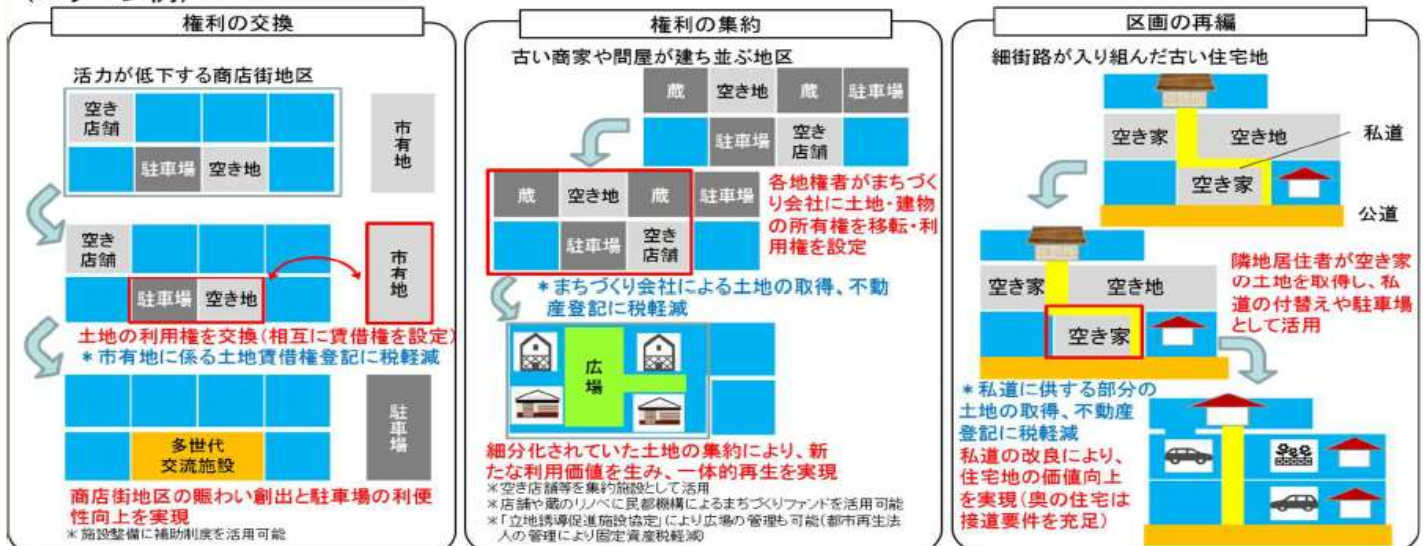 権利の交換
活力が低下する商店街地区
空き
店舗
駐車場
空き地
市有地
空き
店舗
駐車場
空き地
市有地
土地の利用権を交換(相互に賃借権を設定)
*市有地に係る土地賃借権登記に税軽減
多世代
交流施設
駐車場
商店街地区の賑わい創出と駐車場の利便
性向上を実現
*施設整備に補助制度を活用可能
権利の集約
古い商家や問屋が建ち並ぶ地区
蔵 空き地 蔵 駐車場
駐車場
空き
店舗
蔵 空き地 蔵 駐車場
駐車場
空き
店舗
各地権者がまちづく
り会社に土地・建物
の所有権を移転・利
用権を設定
*まちづくり会社による土地の取得、不動
産登記に税軽減
広場
細分化されていた土地の集約により、新
たな利用価値を生み、一体的再生を実現
*空き店舗等を集約施設として活用
*店舗や蔵のリノベに民都機構によるまちづくりファンドを活用可能
*「立地誘導促進施設協定」により広場の管理も可能(都市再生法
人の管理により固定資産税軽減)
区画の再編
細街路が入り組んだ古い住宅地
空き家
空き地
私道
空き家
公道
空き家
空き地
空き家
隣地居住者が空き家
の土地を取得し、私
道の付替えや駐車場
として活用
*私道に供する部分の
土地の取得、不動産
登記に税軽減
私道の改良により、
住宅地の価値向上
を実現(奥の住宅は
接道要件を充足)